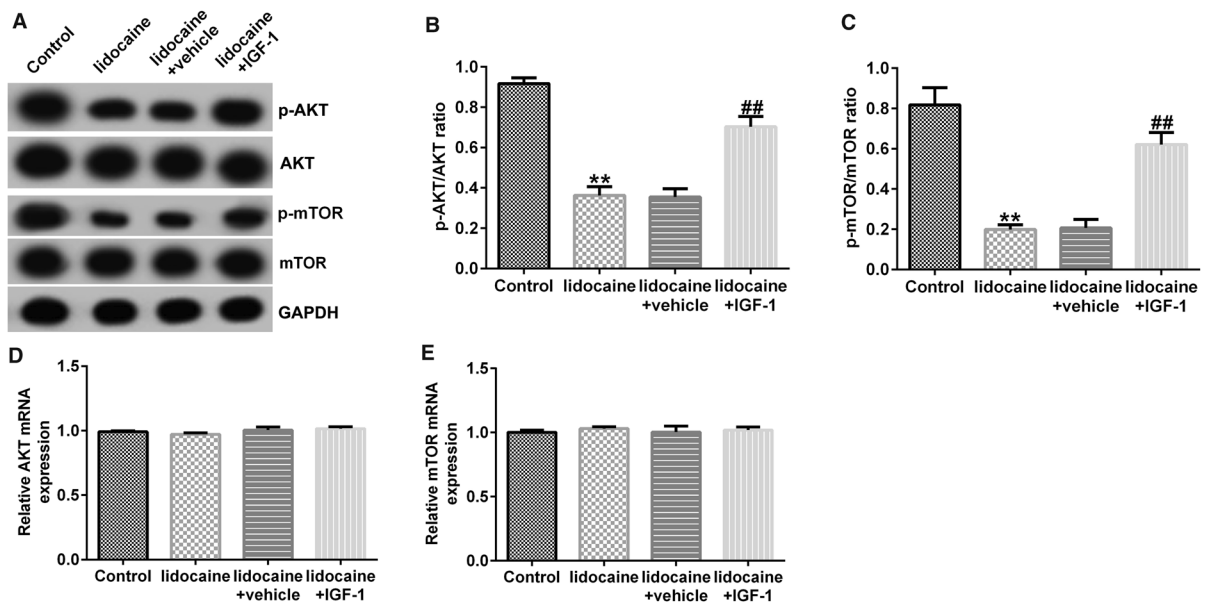 A
Control
lidocaine
lidocaine
+vehicle
lidocaine
+IGF-1
p-AKT
AKT
p-mTOR
mTOR
GAPDH
B
p-AKT/AKT ratio
1.0
0.8
0.6
0.4
0.2
0.0
**
##
Control
lidocaine
lidocaine
+vehicle
lidocaine
+IGF-1
C
p-mTOR/mTOR ratio
1.0
0.8
0.6
0.4
0.2
0.0
**
##
Control
lidocaine
lidocaine
+vehicle
lidocaine
+IGF-1
D
Relative AKT mRNA
expression
1.5
1.0
0.5
0.0
Control
lidocaine
lidocaine
+vehicle
lidocaine
+IGF-1
E
Relative mTOR mRNA
expression
1.5
1.0
0.5
0.0
Control
lidocaine
lidocaine
+vehicle
lidocaine
+IGF-1